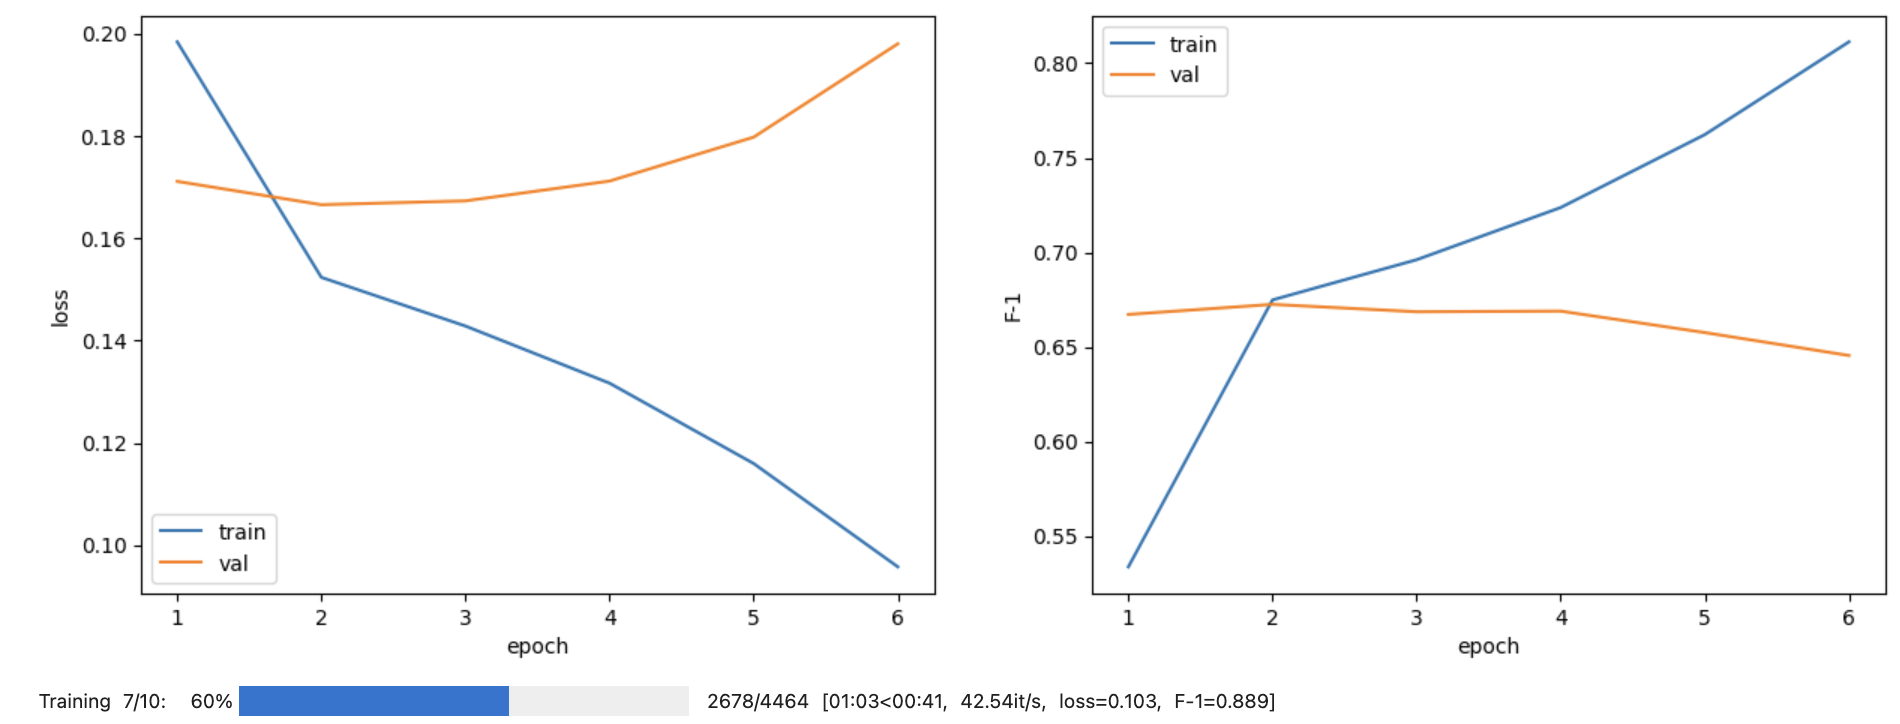 0.20
0.18
0.16
0.14
0.12
0.10
loss
train
val
1 2 3 4 5 6
epoch
train
val
0.80
0.75
0.70
0.65
0.60
0.55
F-1
1 2 3 4 5 6
epoch
Training 7/10: 60% 2678/4464 [01:03<00:41, 42.54it/s, loss=0.103, F-1=0.889]